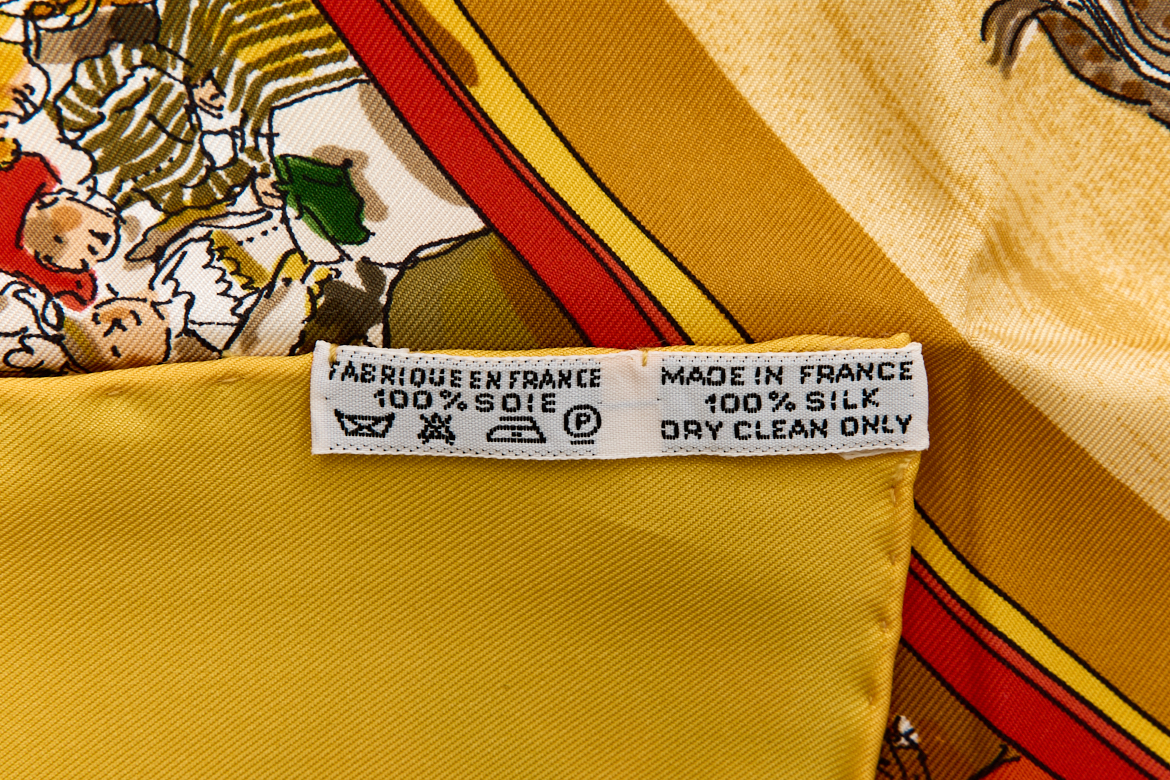 FABRIQUE EN FRANCE
100% SOIE
P
MADE IN FRANCE
100% SILK
DRY CLEAN ONLY